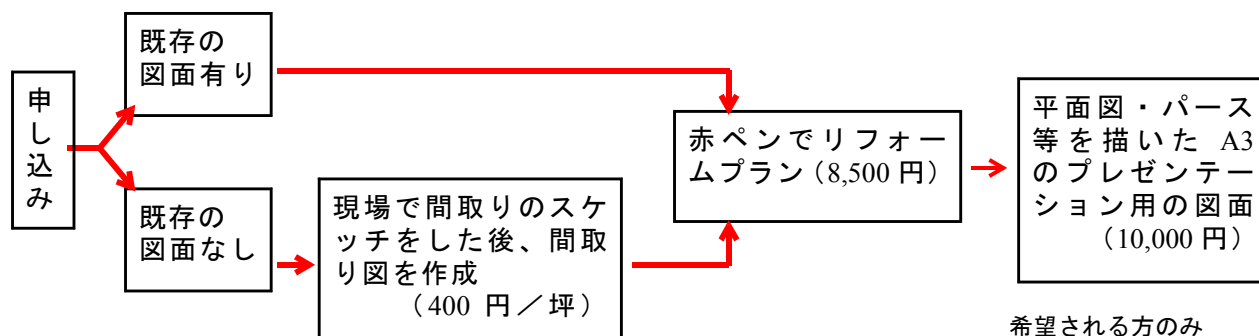 申し込み
既存の
図面有り
既存の
図面なし
現場で間取りのスケ
ッチをした後、間取
り図を作成
（400 円／坪）
赤ペンでリフォー
ムプラン（8,500 円）
平面図・パース
等を描いた A3
のプレゼンテー
ション用の図面
（10,000 円）
希望される方のみ